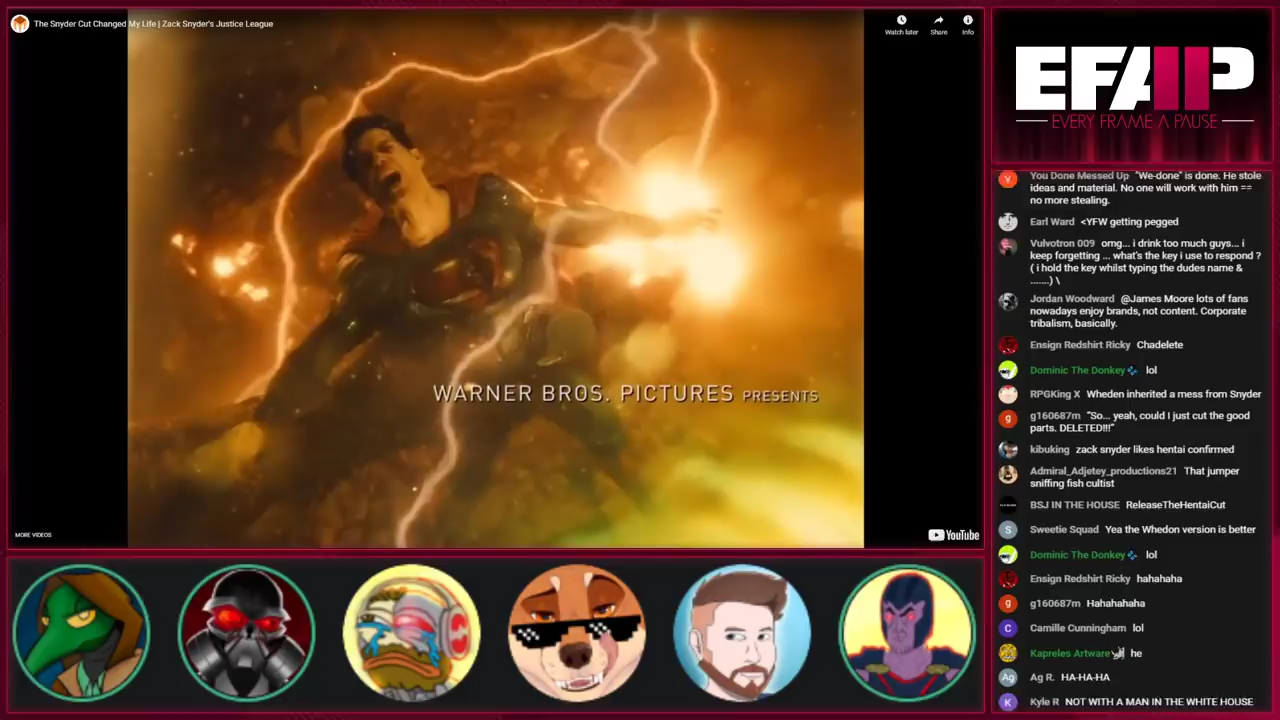 The Snyder Cut Changed My Life | Zack Snyder's Justice League
Watch later
Share
Info
WARNER BROS. PICTURES PRESENTS
MORE VIDEOS
YouTube
EFAP
EVERY FRAME A PAUSE
You Done Messed Up "We-done" is done. He stole
ideas and material. No one will work with him ==
no more stealing.
Earl Ward <YFW getting pegged
Vulvotron 009 omg... i drink too much guys... i
keep forgetting ... what's the key i use to respond ?
( i hold the key whilst typing the dudes name &
.......) \
Jordan Woodward @James Moore lots of fans
nowadays enjoy brands, not content. Corporate
tribalism, basically.
Ensign Redshirt Ricky Chadelete
Dominic The Donkey lol
RPGKing X Wheden inherited a mess from Snyder
g160687m "So... yeah, could I just cut the good
parts. DELETED!!!"
kibuking zack snyder likes hentai confirmed
Admiral_Adjetey_productions21 That jumper
sniffing fish cultist
BSJ IN THE HOUSE ReleaseTheHentaiCut
Sweetie Squad Yea the Whedon version is better
Dominic The Donkey lol
Ensign Redshirt Ricky hahahaha
g160687m Hahahahaha
Camille Cunningham lol
Kapreles Artware he
Ag R. HA-HA-HA
Kyle R NOT WITH A MAN IN THE WHITE HOUSE